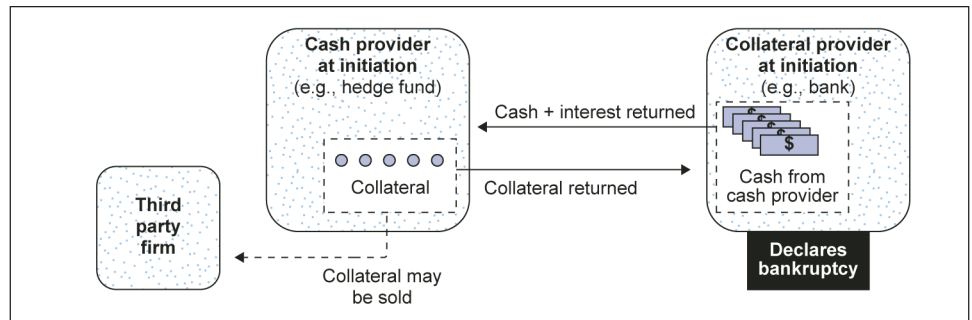 Cash provider
at initiation
(e.g., hedge fund)
Collateral provider
at initiation
(e.g., bank)
Cash + interest returned
$
$
$
$
$
Collateral
Collateral returned
Cash from
cash provider
Third
party
firm
Declares
bankruptcy
Collateral may
be sold